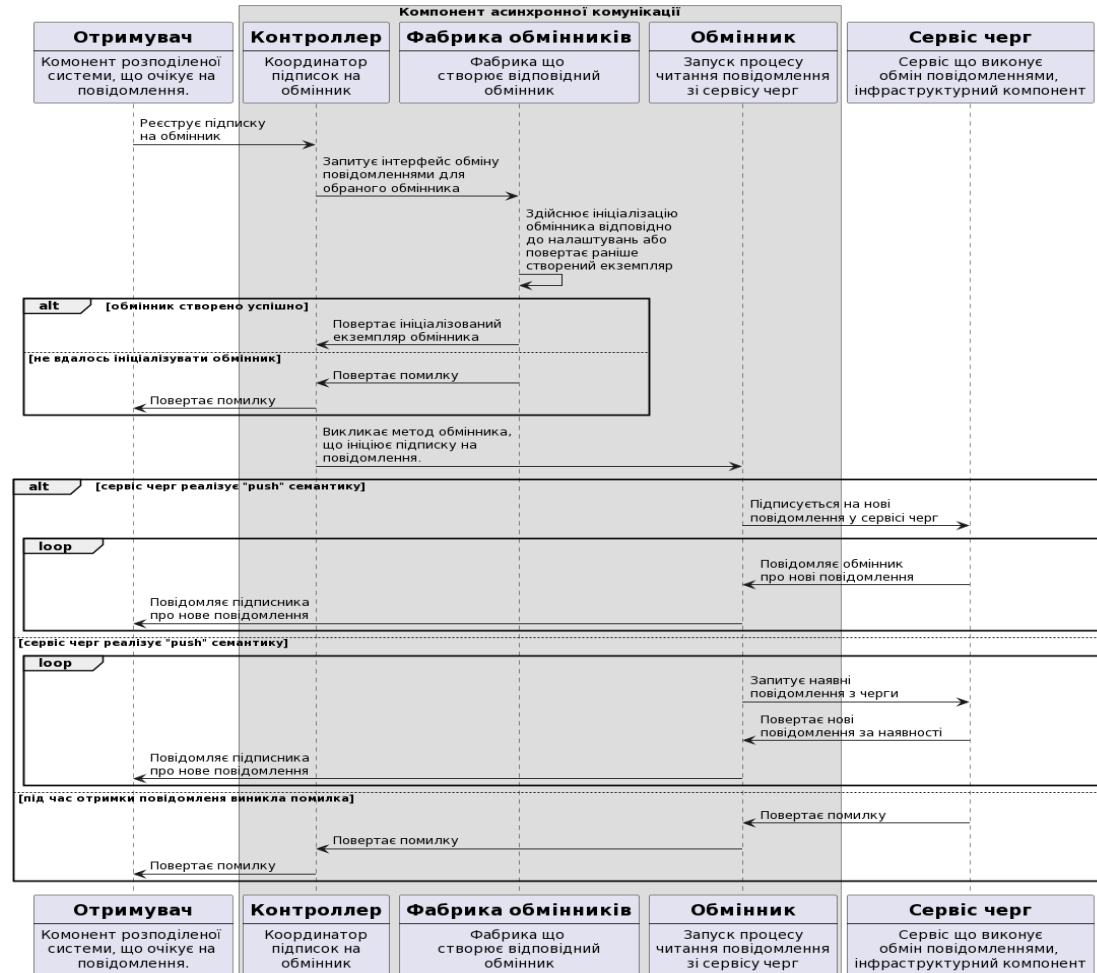 Компонент асинхронної комунікації
Отримувач
Комонент розподіленої
системи, що очікує на
повідомлення.
Контроллер
Координатор
підписок на
обмінник
Фабрика обмінників
Фабрика що
створює відповідний
обмінник
Обмінник
Запуск процесу
читання повідомлення
зі сервісу черг
Сервіс черг
Сервіс що виконує
обмін повідомленнями,
інфраструктурний компонент
Реєструє підписку
на обмінник
Запитує інтерфейс обміну
повідомленнями для
обраного обмінника
Здійснює ініціалізацію
обмінника відповідно
до налаштувань або
повертає раніше
створений екземпляр
alt [обмінник створено успішно]
Повертає ініціалізований
екземпляр обмінника
[не вдалось ініціалізувати обмінник]
Повертає помилку
Повертає помилку
Викликає метод обмінника,
що ініціює підписку на
повідомлення.
alt [сервіс черг реалізує "push" семантику]
Підписується на нові
повідомлення у сервісі черг
loop
Повідомляє обмінник
про нові повідомлення
Повідомляє підписника
про нове повідомлення
[сервіс черг реалізує "push" семантику]
loop
Запитує наявні
повідомлення з черги
Повертає нові
повідомлення за наявності
Повідомляє підписника
про нове повідомлення
[під час отримки повідомленя виникла помилка]
Повертає помилку
Повертає помилку
Повертає помилку
Отримувач
Комонент розподіленої
системи, що очікує на
повідомлення.
Контроллер
Координатор
підписок на
обмінник
Фабрика обмінників
Фабрика що
створює відповідний
обмінник
Обмінник
Запуск процесу
читання повідомлення
зі сервісу черг
Сервіс черг
Сервіс що виконує
обмін повідомленнями,
інфраструктурний компонент